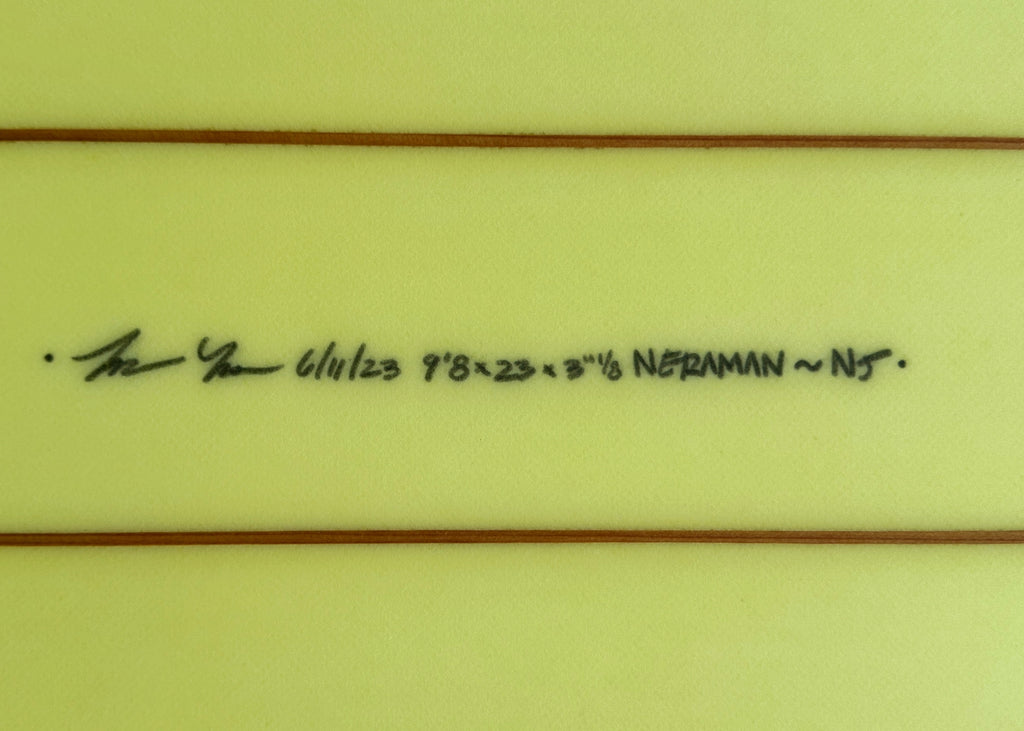 6/11/23 9'8 x 23 x 3" 1/8 NERAMAN ~ NJ •